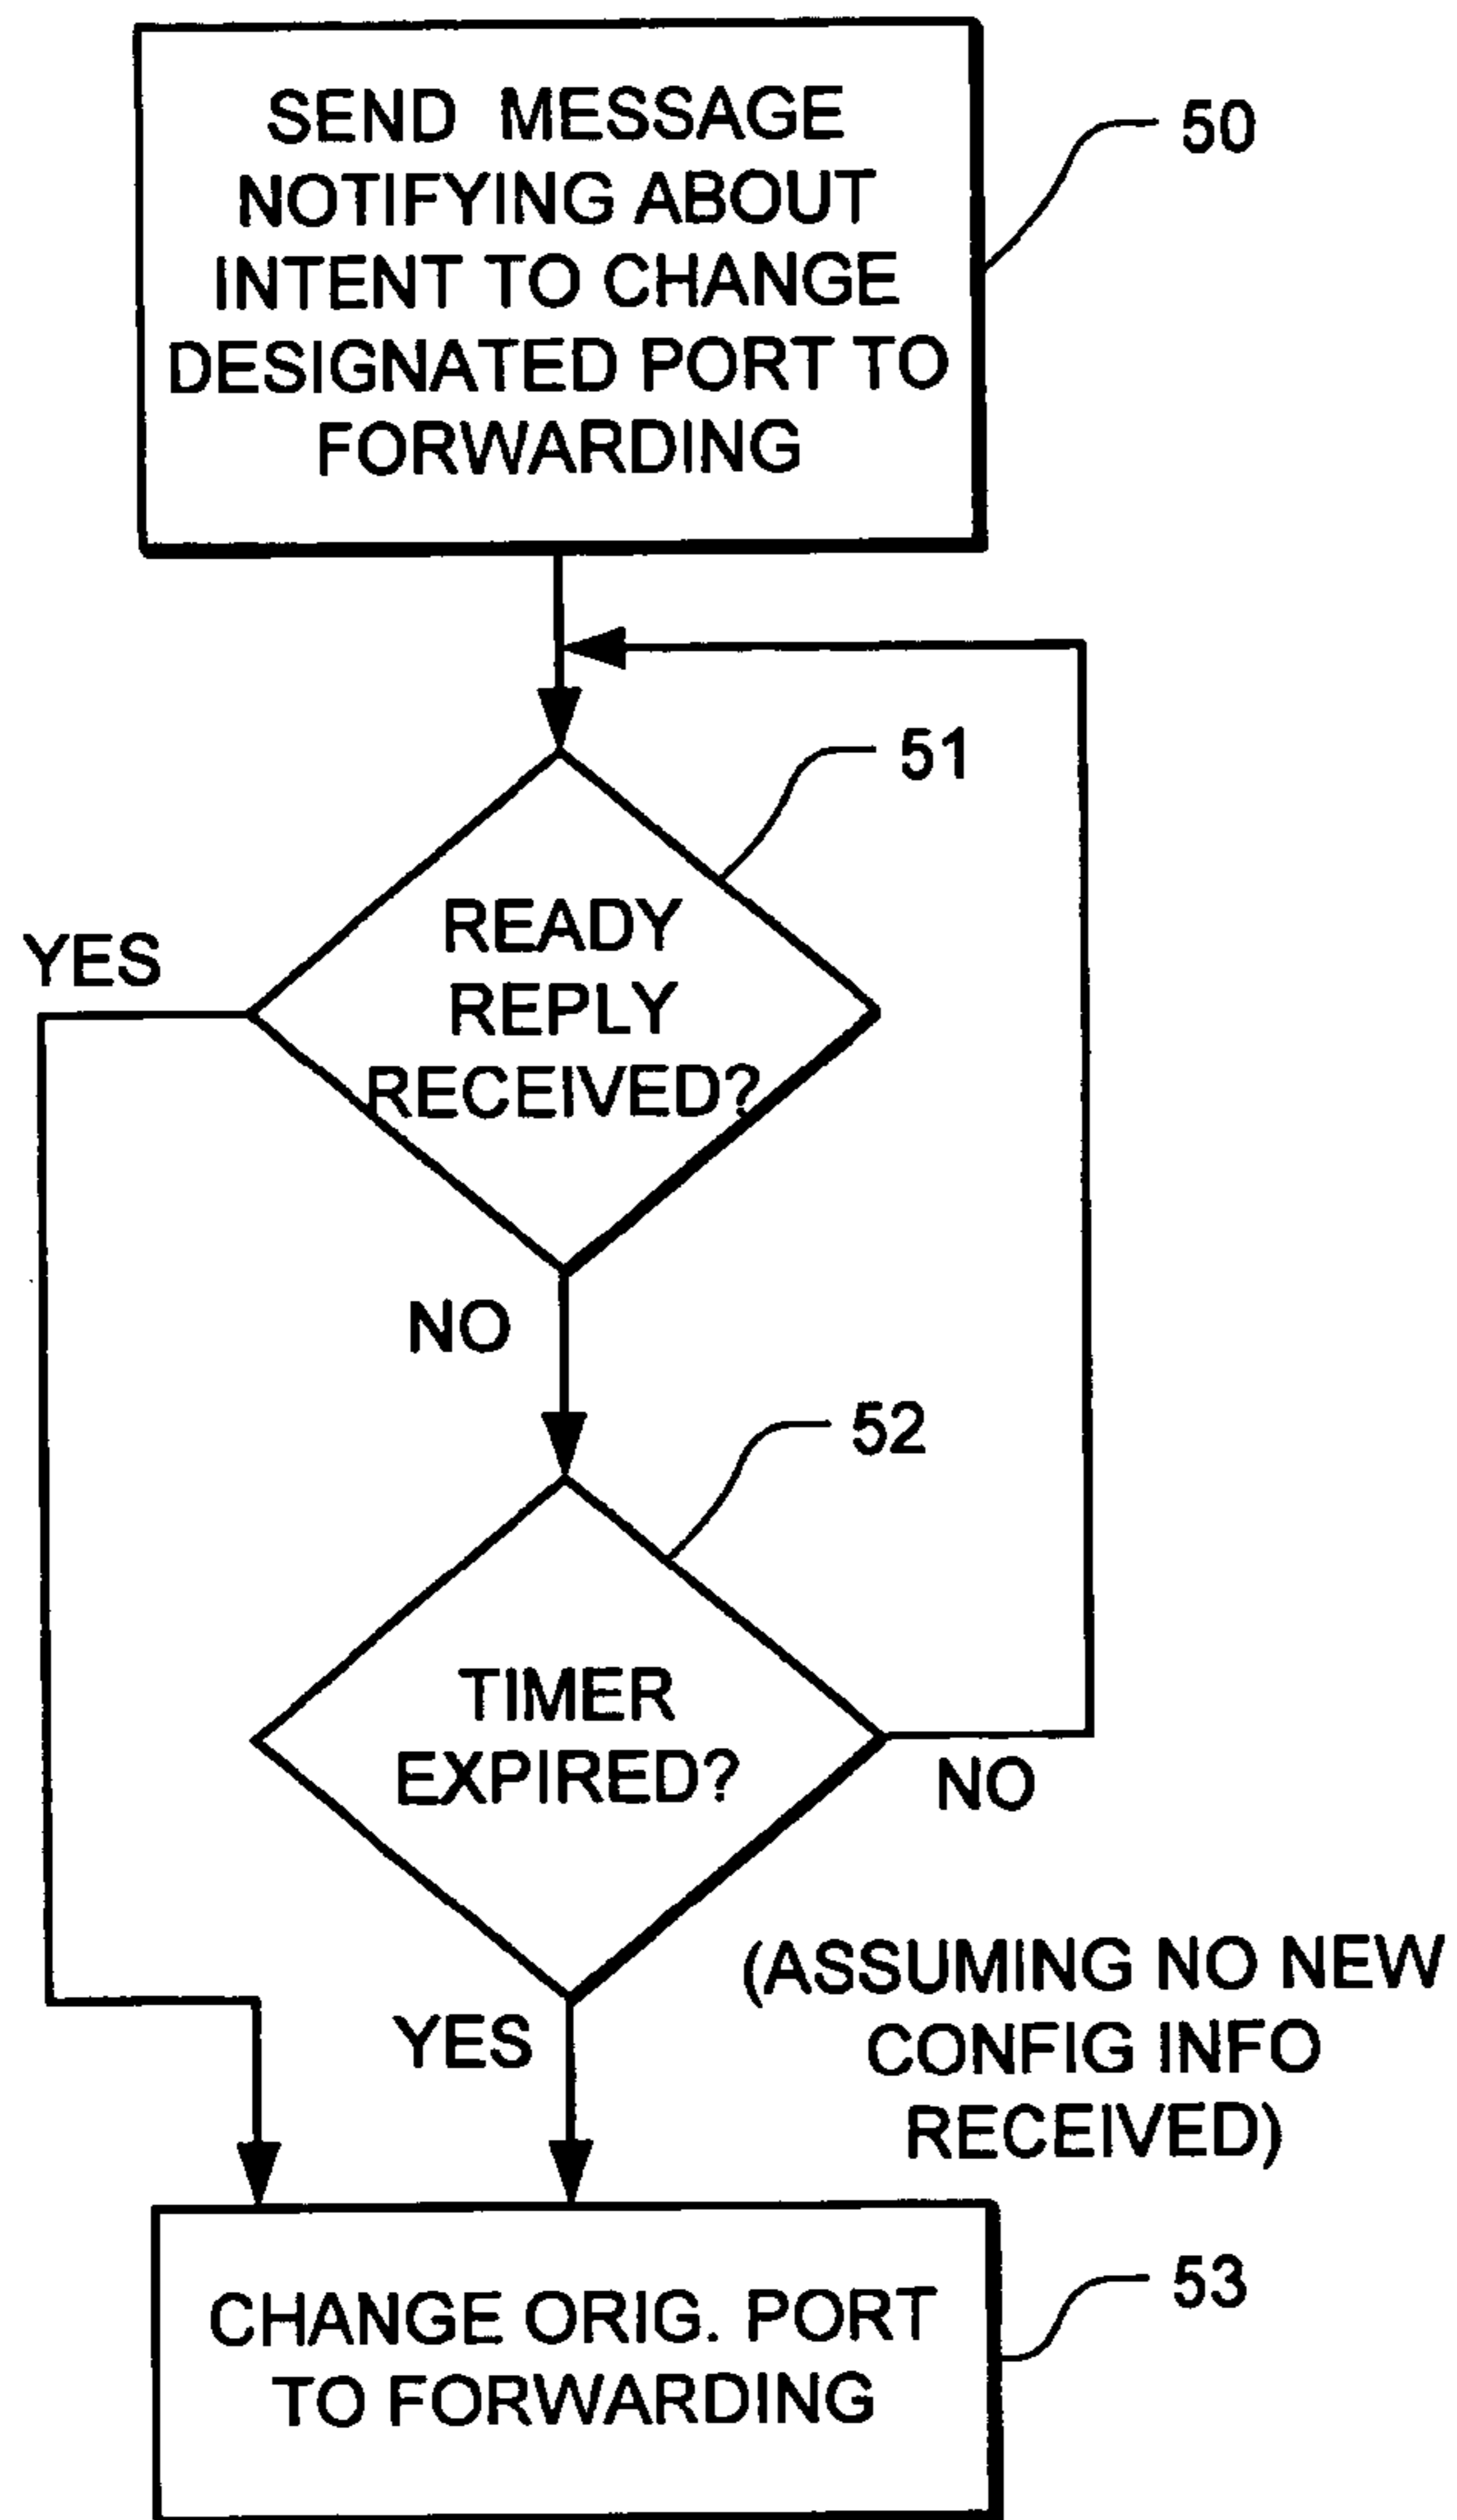 SEND MESSAGE
NOTIFYING ABOUT
INTENT TO CHANGE
DESIGNATED PORT TO
FORWARDING
50
51
READY
REPLY
RECEIVED?
YES
NO
52
TIMER
EXPIRED?
NO
(ASSUMING NO NEW
CONFIG INFO
RECEIVED)
YES
53
CHANGE ORIG. PORT
TO FORWARDING